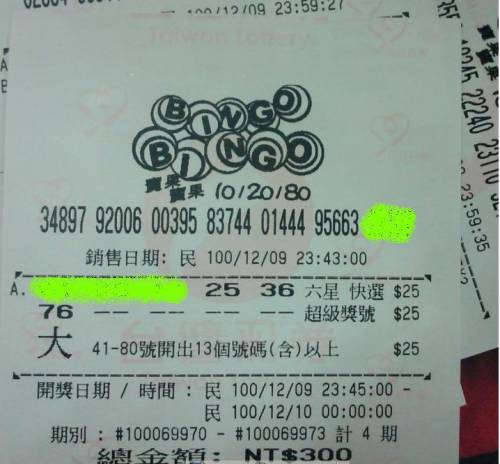 100/12/09 23:59:27
Taiwan Lottery
BINGO
BINGO
賓果
賓果 10/20/80
34897 92006 00395 83744 01444 95663
銷售日期: 民 100/12/09 23:43:00
A. 25 36 六星 快選 $25
76 -- -- -- -- -- 超級獎號 $25
大 41-80號開出13個號碼(含)以上 $25
開獎日期 / 時間 : 民 100/12/09 23:45:00 -
民 100/12/10 00:00:00
期別 : #100069970 - #100069973 計 4 期
總金額: NT$300
22240 23110
23:59:35